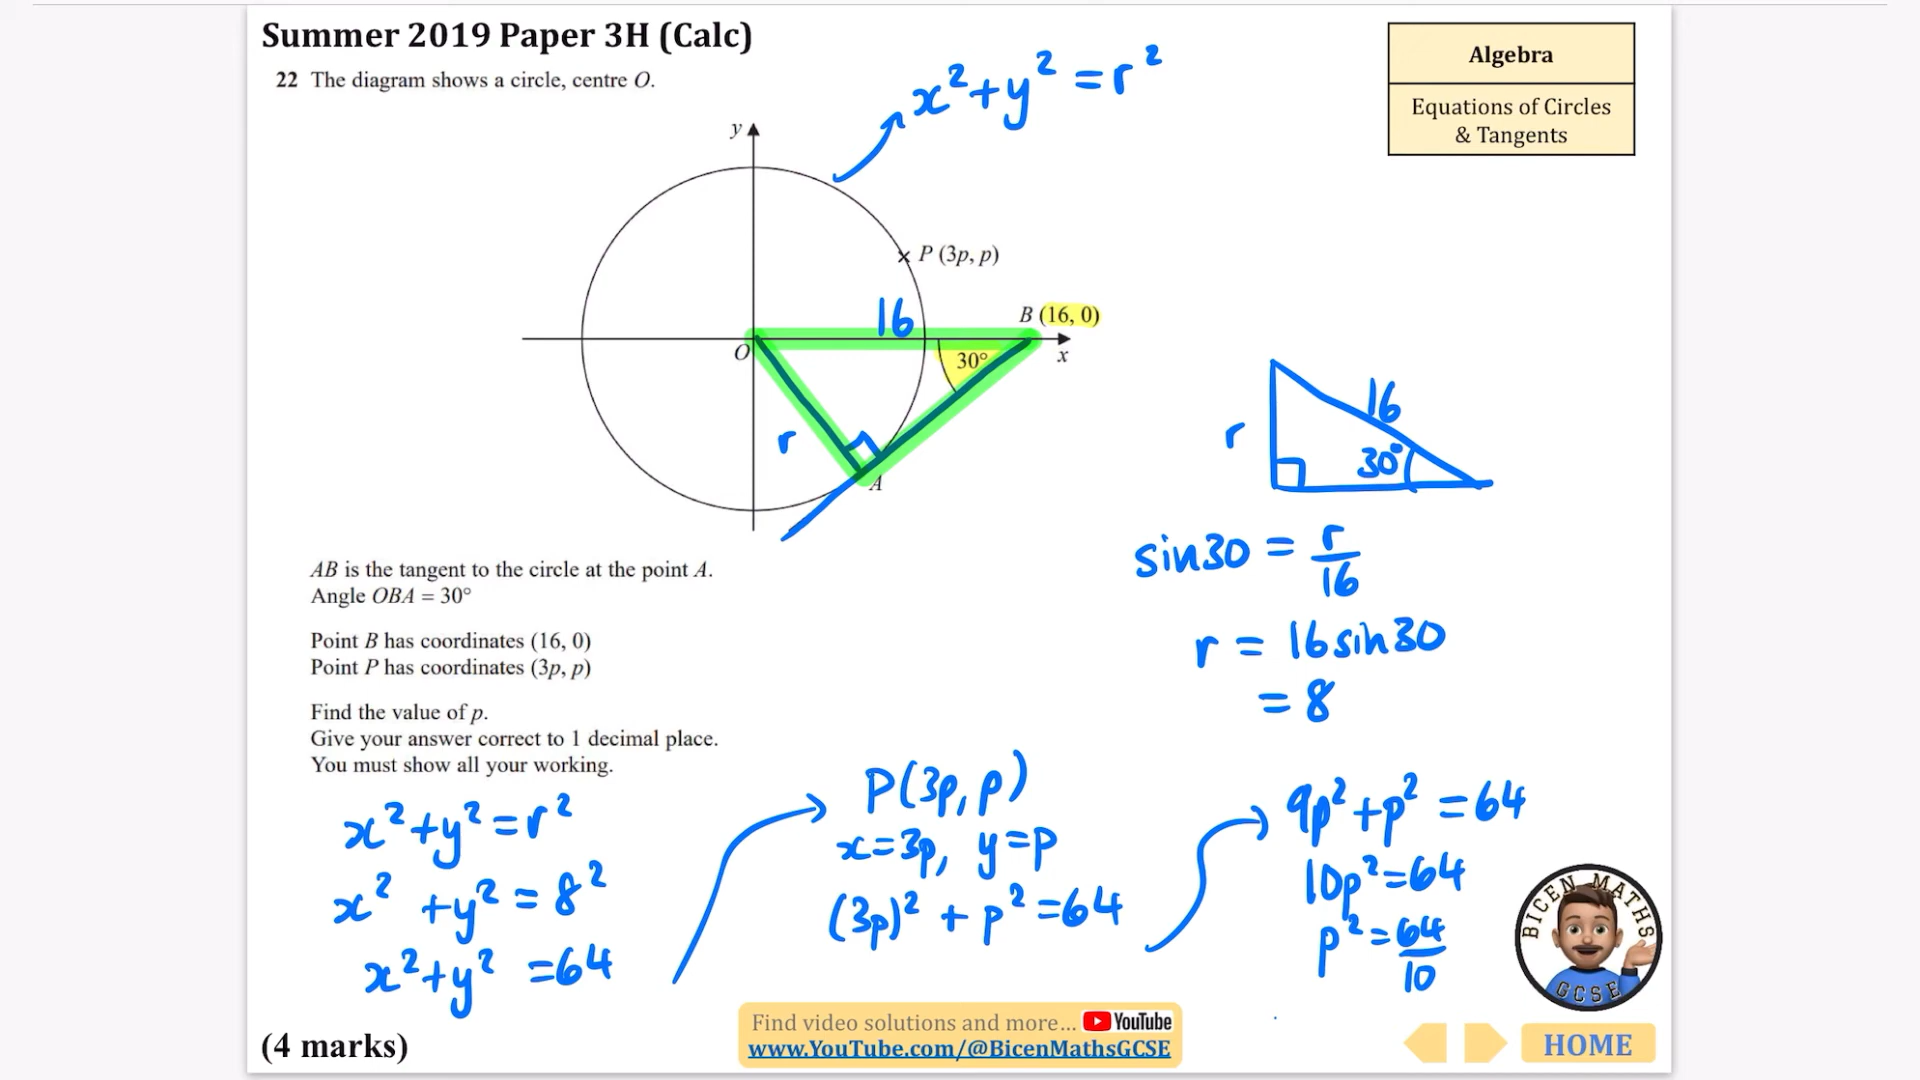 Summer 2019 Paper 3H (Calc)
Algebra
Equations of Circles
& Tangents
22 The diagram shows a circle, centre O.
x² + y² = r²
y
P (3p, p)
16
B (16, 0)
O
30°
x
r
A
16
r
30°
sin30 = r/16
r = 16sin30
= 8
AB is the tangent to the circle at the point A.
Angle OBA = 30°
Point B has coordinates (16, 0)
Point P has coordinates (3p, p)
Find the value of p.
Give your answer correct to 1 decimal place.
You must show all your working.
x² + y² = r²
x² + y² = 8²
x² + y² = 64
P(3p, p)
x=3p, y=p
(3p)² + p² = 64
9p² + p² = 64
10p² = 64
p² = 64/10
BICEN MATHS
GCSE
(4 marks)
Find video solutions and more... YouTube
www.YouTube.com/@BicenMathsGCSE
HOME